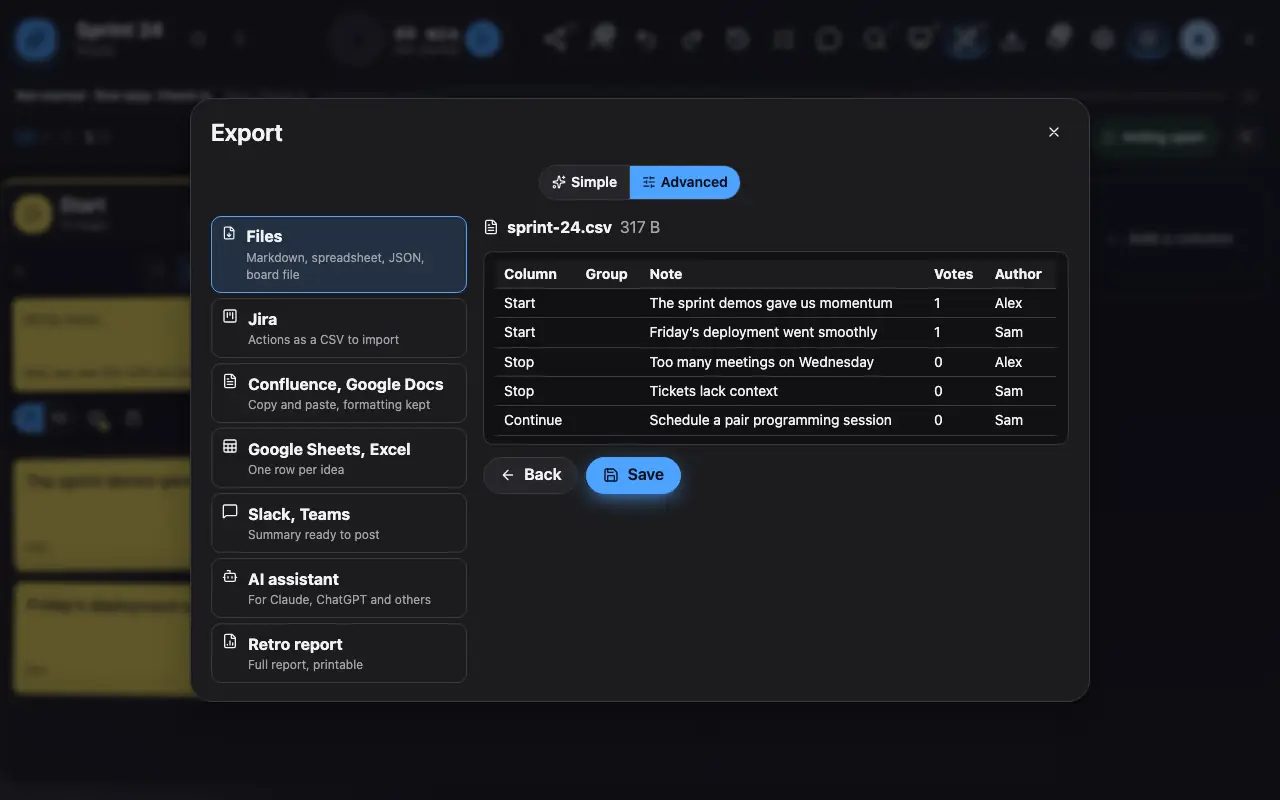 Sprint 24
Export
Simple
Advanced
Files
Markdown, spreadsheet, JSON,
board file
Jira
Actions as a CSV to import
Confluence, Google Docs
Copy and paste, formatting kept
Google Sheets, Excel
One row per idea
Slack, Teams
Summary ready to post
AI assistant
For Claude, ChatGPT and others
Retro report
Full report, printable
sprint-24.csv 317 B
Column Group Note Votes Author
Start The sprint demos gave us momentum 1 Alex
Start Friday’s deployment went smoothly 1 Sam
Stop Too many meetings on Wednesday 0 Alex
Stop Tickets lack context 0 Sam
Continue Schedule a pair programming session 0 Sam
Back
Save
Start